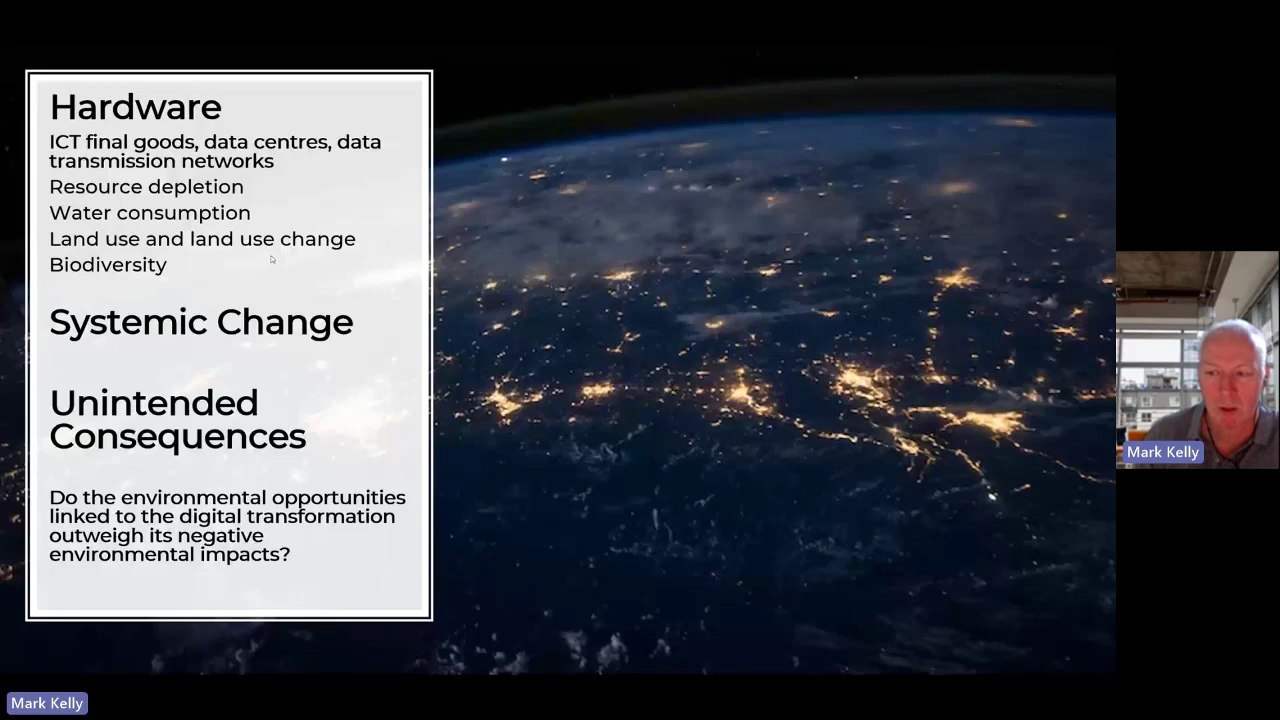 Hardware
ICT final goods, data centres, data
transmission networks
Resource depletion
Water consumption
Land use and land use change
Biodiversity
Systemic Change
Unintended
Consequences
Do the environmental opportunities
linked to the digital transformation
outweigh its negative
environmental impacts?
Mark Kelly
Mark Kelly